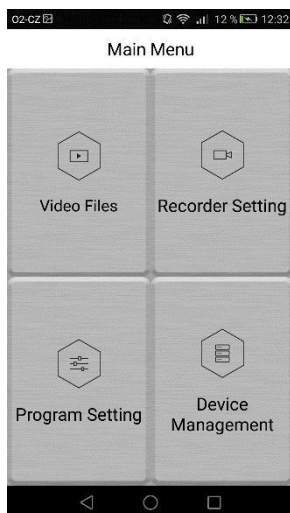 O2-CZ 12 % 12:32
Main Menu
Video Files
Recorder Setting
Program Setting
Device
Management